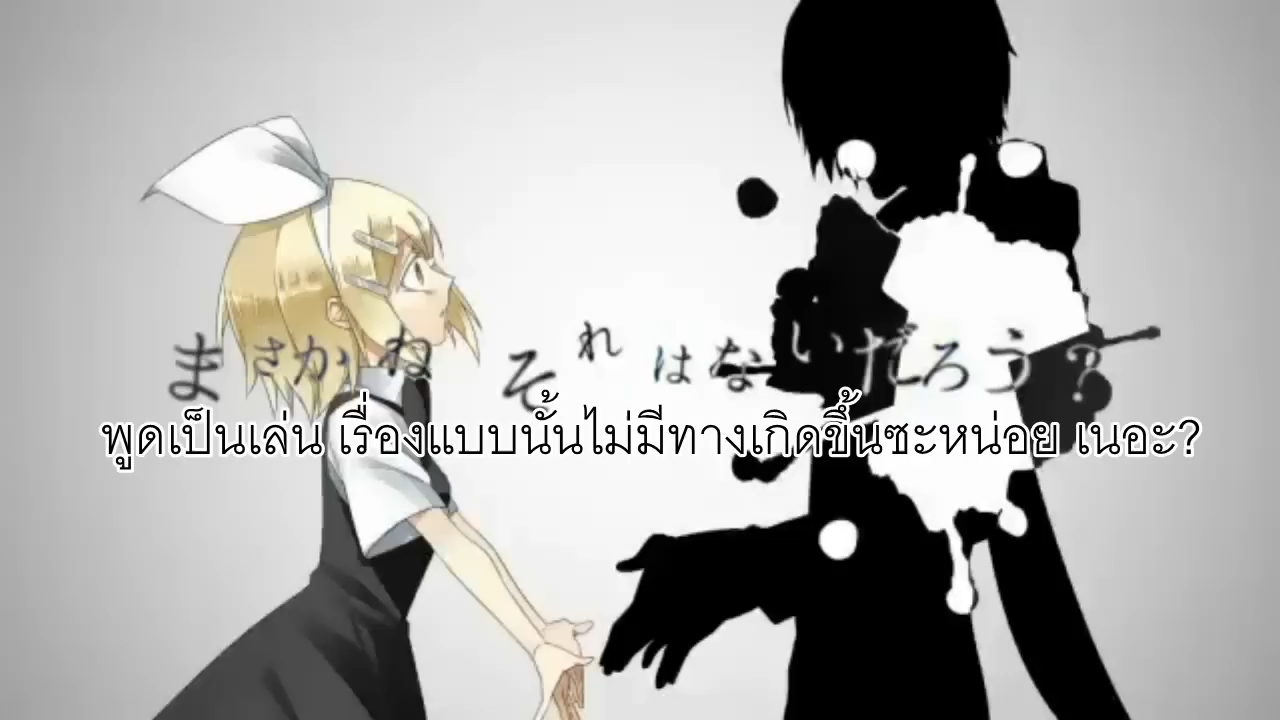 まさかね それはないだろう?
พูดเป็นเล่น เรื่องแบบนั้นไม่มีทางเกิดขึ้นซะหน่อย เนอะ?